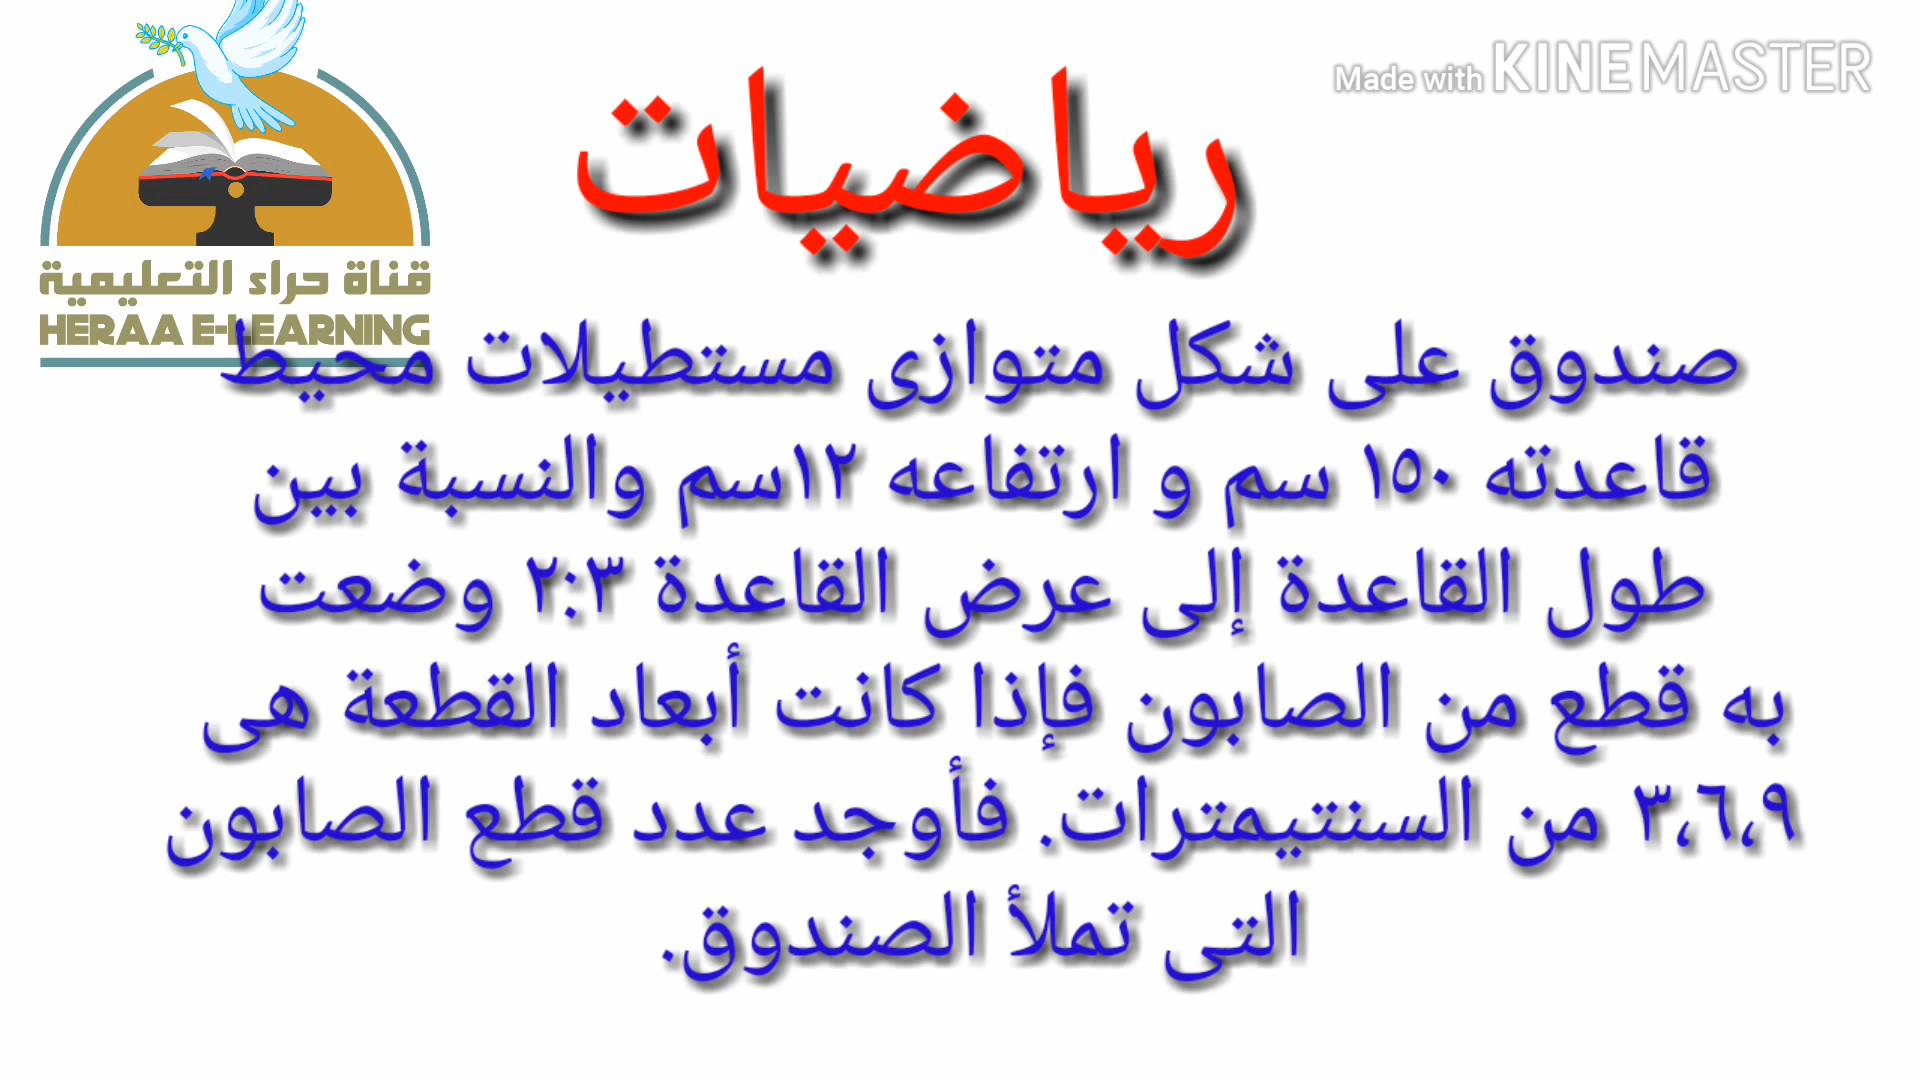 Made with KINEMASTER
رياضيات
قناة حراء التعليمية
HERAA E-LEARNING
صندوق على شكل متوازى مستطيلات محيط
قاعدته ١٥٠ سم و ارتفاعه ١٢سم والنسبة بين
طول القاعدة إلى عرض القاعدة ٢:٣ وضعت
به قطع من الصابون فإذا كانت أبعاد القطعة هى
٣،٦،٩ من السنتيمترات. فأوجد عدد قطع الصابون
التى تملأ الصندوق.